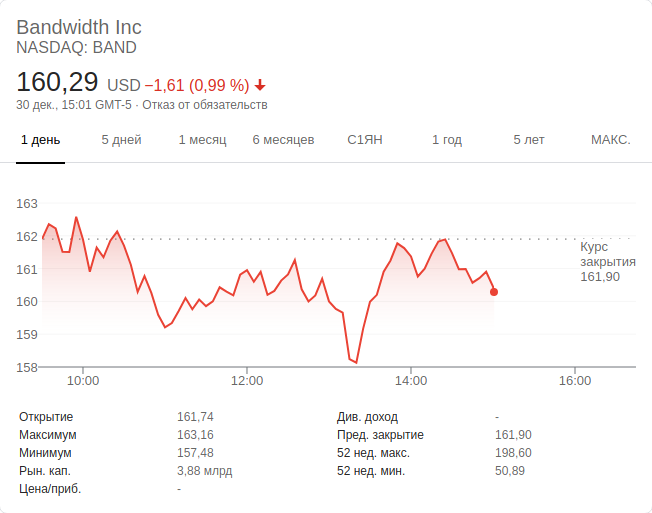 Bandwidth Inc
NASDAQ: BAND
160,29 USD −1,61 (0,99 %)
30 дек., 15:01 GMT-5 · Отказ от обязательств
1 день 5 дней 1 месяц 6 месяцев С1ЯН 1 год 5 лет МАКС.
163
162
161
160
159
158
Курс
закрытия
161,90
10:00 12:00 14:00 16:00
Открытие 161,74 Див. доход -
Максимум 163,16 Пред. закрытие 161,90
Минимум 157,48 52 нед. макс. 198,60
Рын. кап. 3,88 млрд 52 нед. мин. 50,89
Цена/приб. -